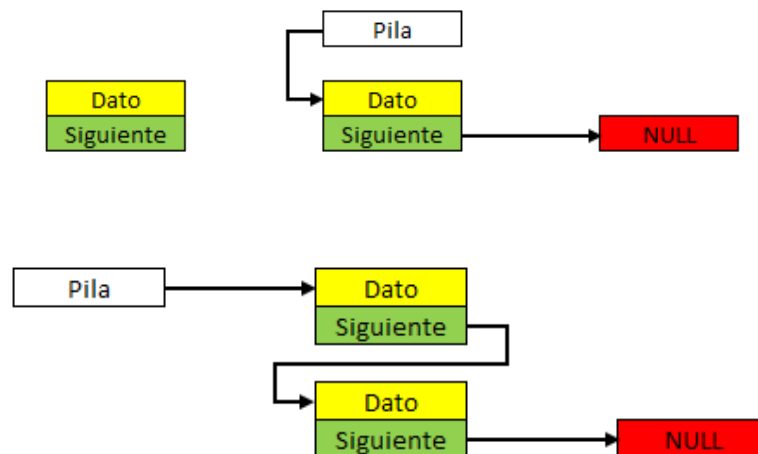 Pila
Dato
Siguiente
Dato
Siguiente
NULL
Pila
Dato
Siguiente
Dato
Siguiente
NULL